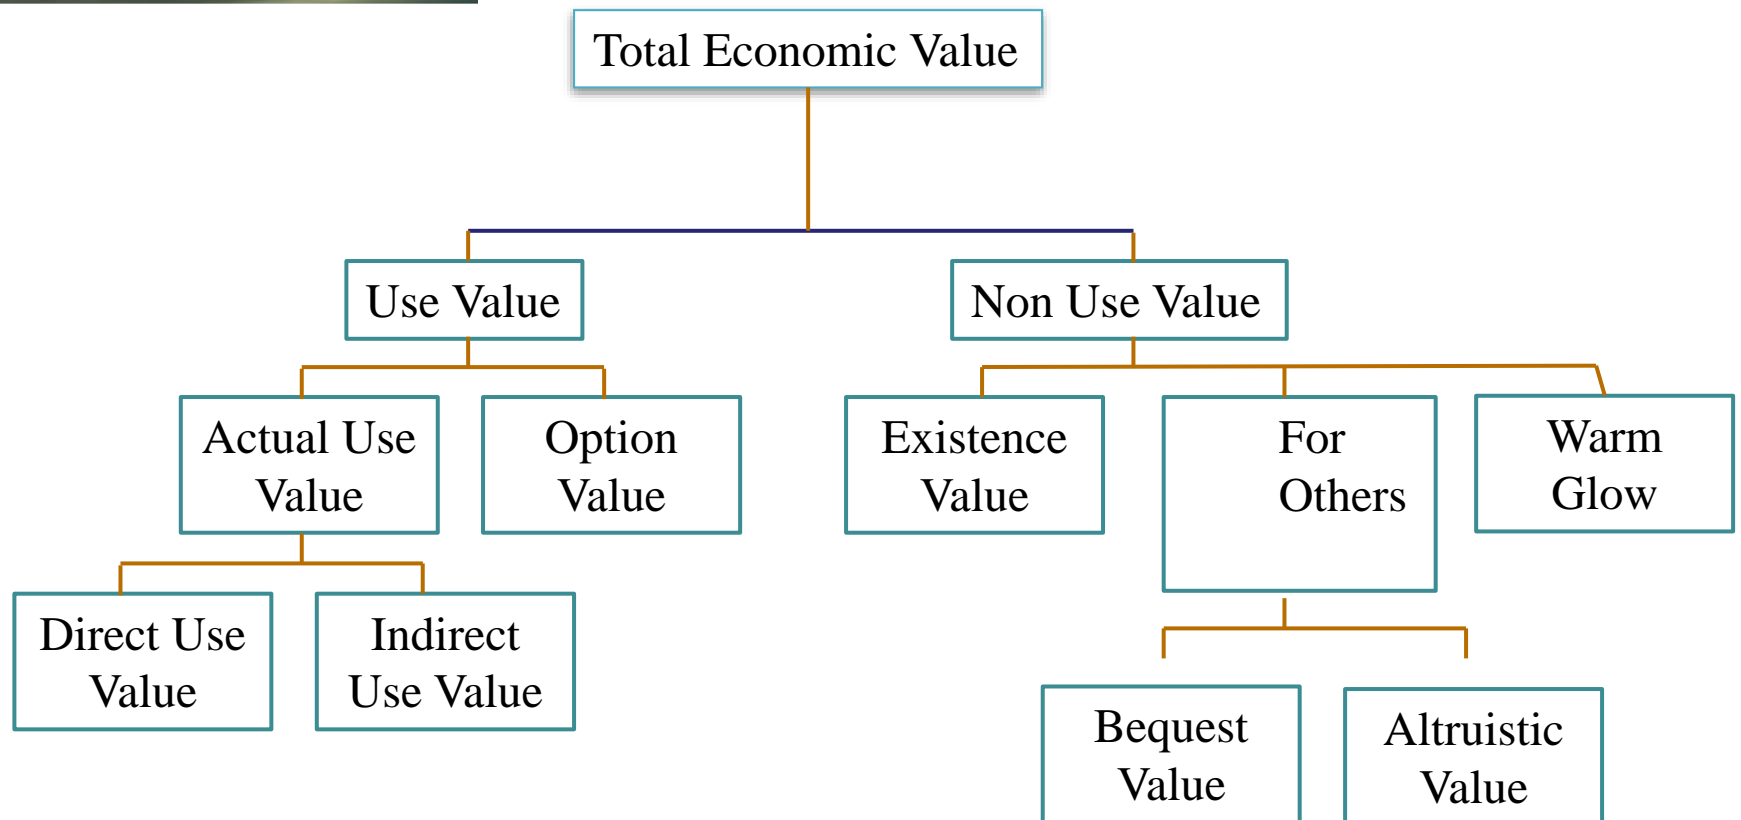 Total Economic Value
Use Value
Non Use Value
Actual Use
Value
Option
Value
Existence
Value
For
Others
Warm
Glow
Direct Use
Value
Indirect
Use Value
Bequest
Value
Altruistic
Value